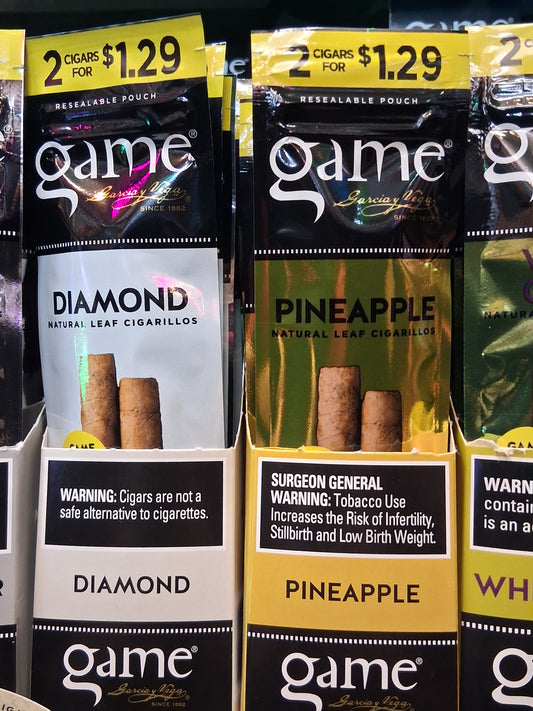 game
2 CIGARS FOR $1.29
RESEALABLE POUCH
game®
Garcia y Vega
SINCE 1882
DIAMOND
NATURAL LEAF CIGARILLOS
GAME
WARNING: Cigars are not a
safe alternative to cigarettes.
DIAMOND
game®
Garcia y Vega
SINCE 1882
2 CIGARS FOR $1.29
RESEALABLE POUCH
game®
Garcia y Vega
SINCE 1882
PINEAPPLE
NATURAL LEAF CIGARILLOS
SURGEON GENERAL
WARNING: Tobacco Use
Increases the Risk of Infertility,
Stillbirth and Low Birth Weight.
PINEAPPLE
game®
Garcia y Vega
2
WARN
contain
is an a
WH